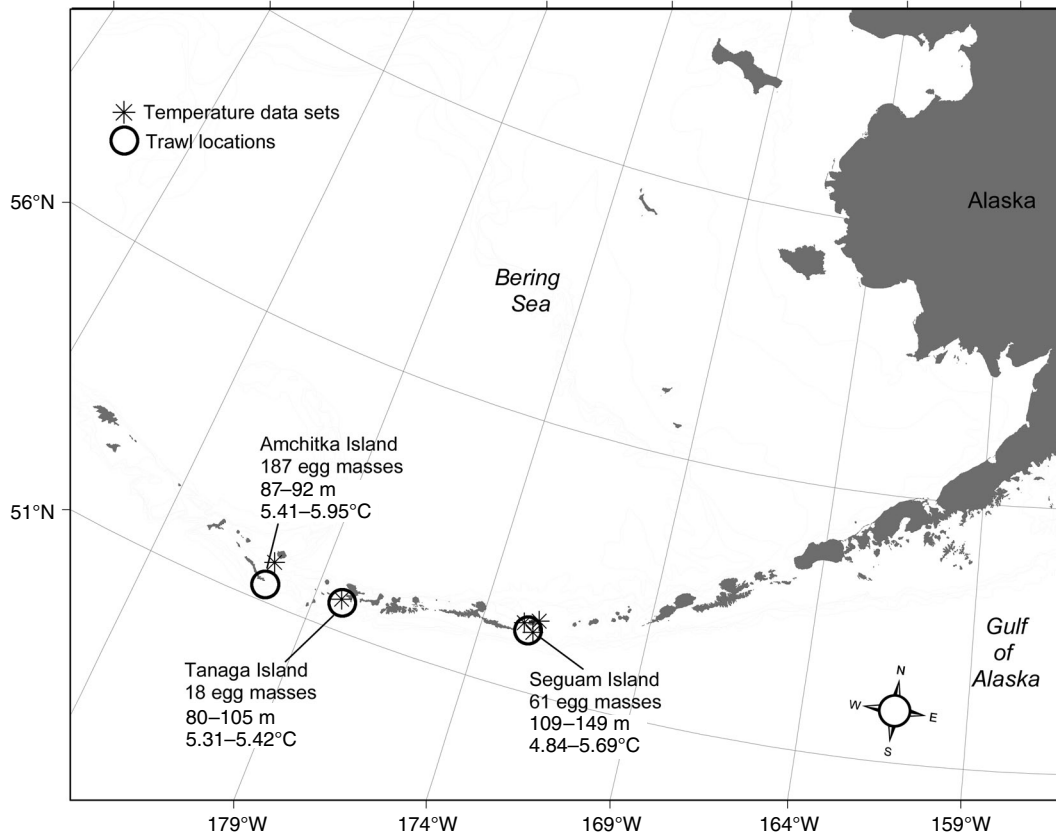 Temperature data sets
Trawl locations
56°N
Alaska
Bering
Sea
51°N
Amchitka Island
187 egg masses
87–92 m
5.41–5.95°C
Tanaga Island
18 egg masses
80–105 m
5.31–5.42°C
Seguam Island
61 egg masses
109–149 m
4.84–5.69°C
Gulf
of
Alaska
N
W
E
S
179°W
174°W
169°W
164°W
159°W